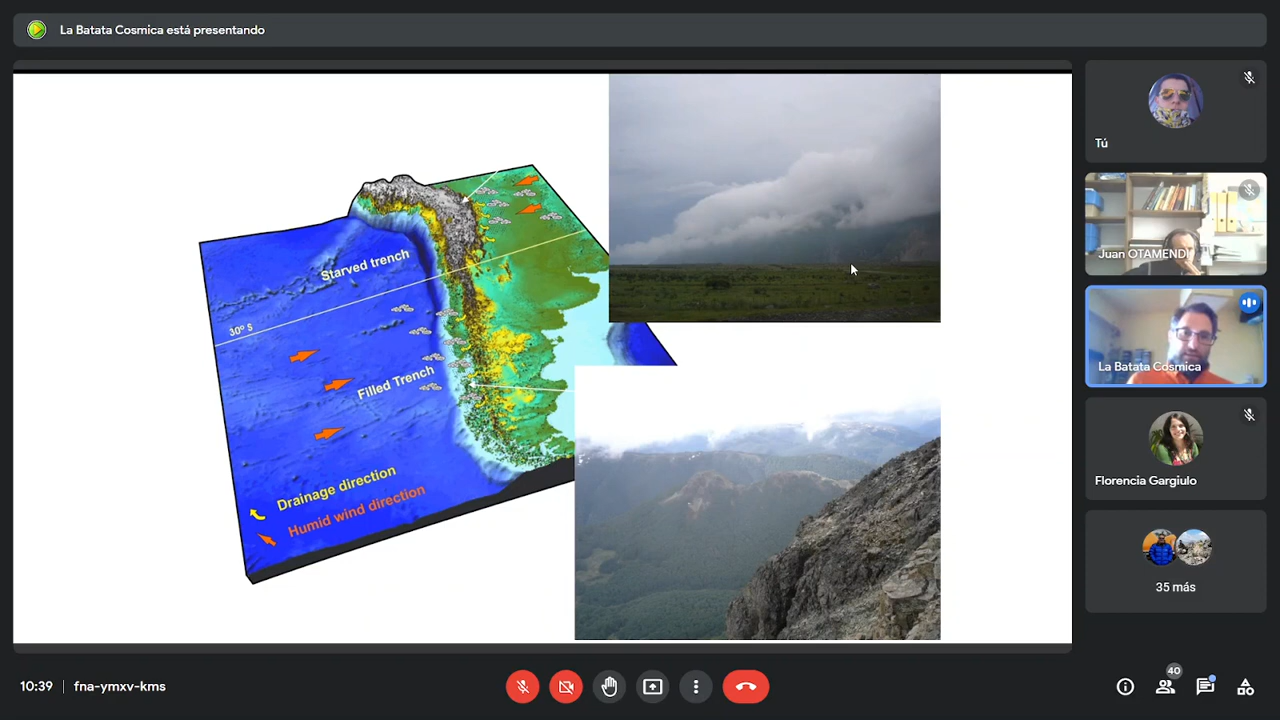 La Batata Cosmica está presentando
Starved trench
30º S
Filled Trench
Drainage direction
Humid wind direction
Tú
Juan OTAMENDI
La Batata Cosmica
Florencia Gargiulo
35 más
10:39 | fna-ymxv-kms
40